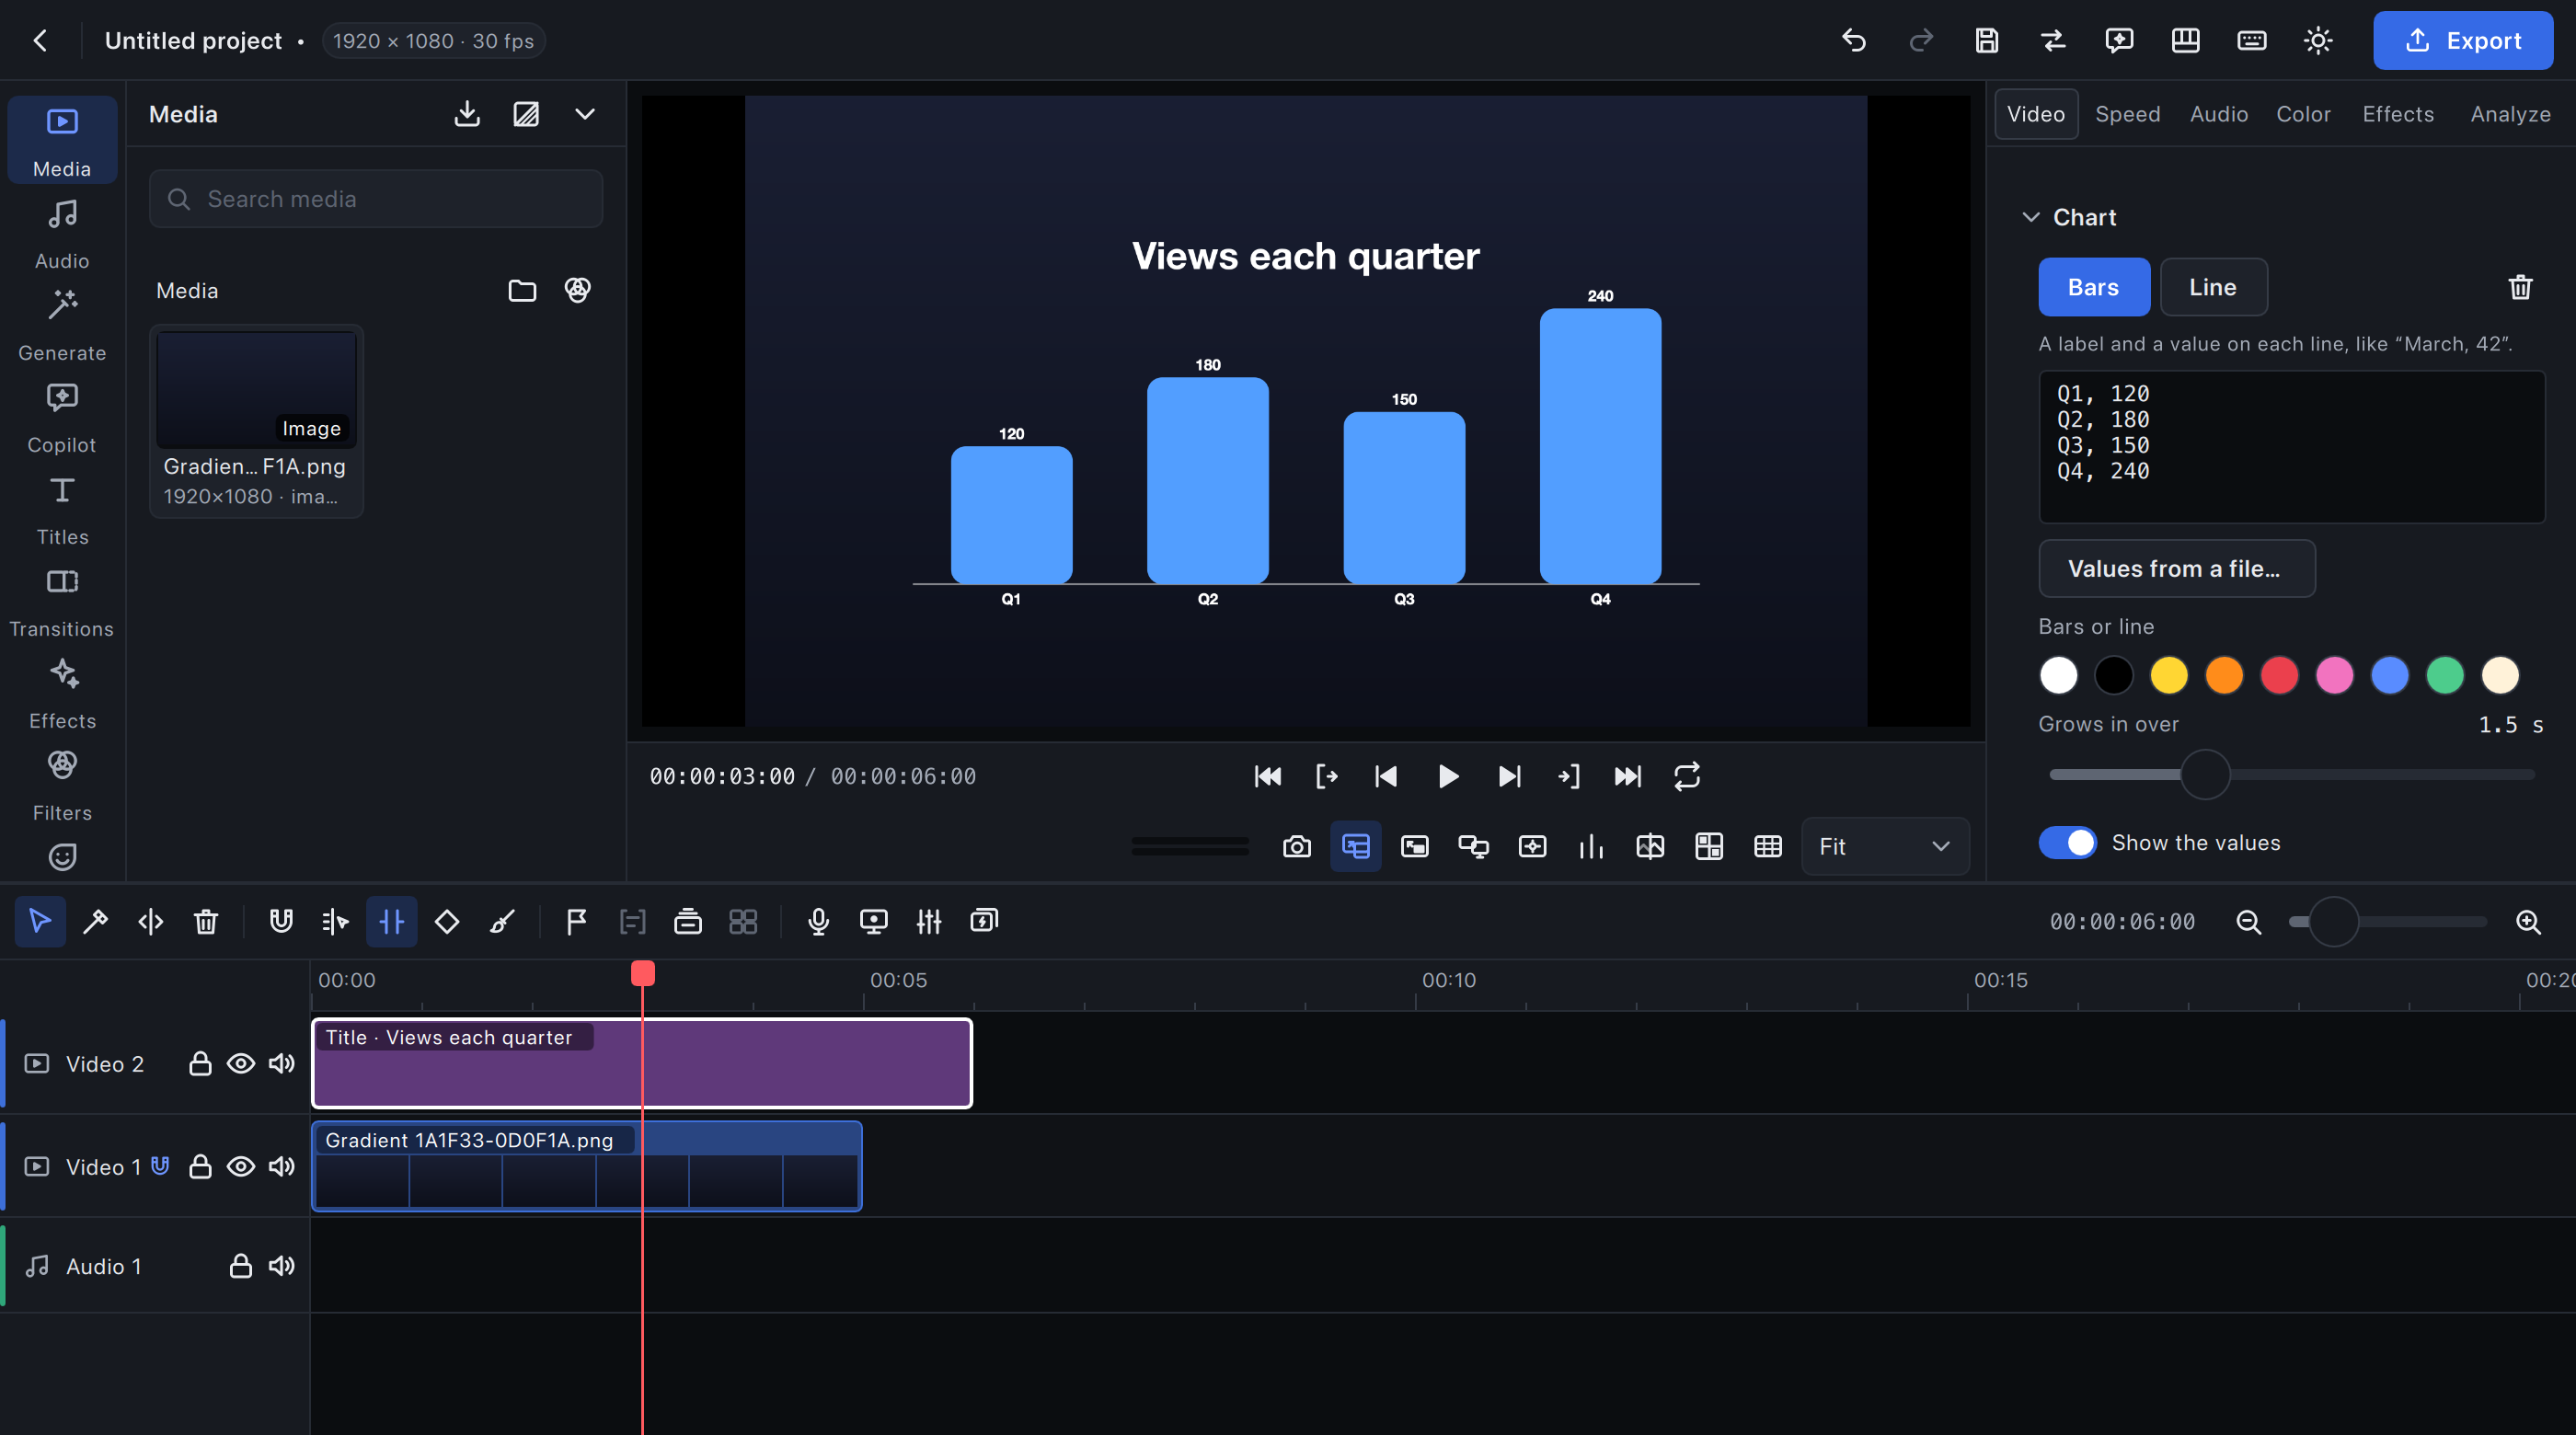 Untitled project •
1920 × 1080 · 30 fps
Export
Media
Audio
Generate
Copilot
Titles
Transitions
Effects
Filters
Media
Search media
Media
Image
Gradien… F1A.png
1920×1080 · ima…
Views each quarter
120
180
150
240
Q1
Q2
Q3
Q4
00:00:03:00 / 00:00:06:00
Fit
Video
Speed
Audio
Color
Effects
Analyze
Chart
Bars
Line
A label and a value on each line, like “March, 42”.
Q1, 120
Q2, 180
Q3, 150
Q4, 240
Values from a file…
Bars or line
Grows in over
1.5 s
Show the values
00:00:06:00
00:00
00:05
00:10
00:15
Video 2
Title · Views each quarter
Video 1
Gradient 1A1F33-0D0F1A.png
Audio 1